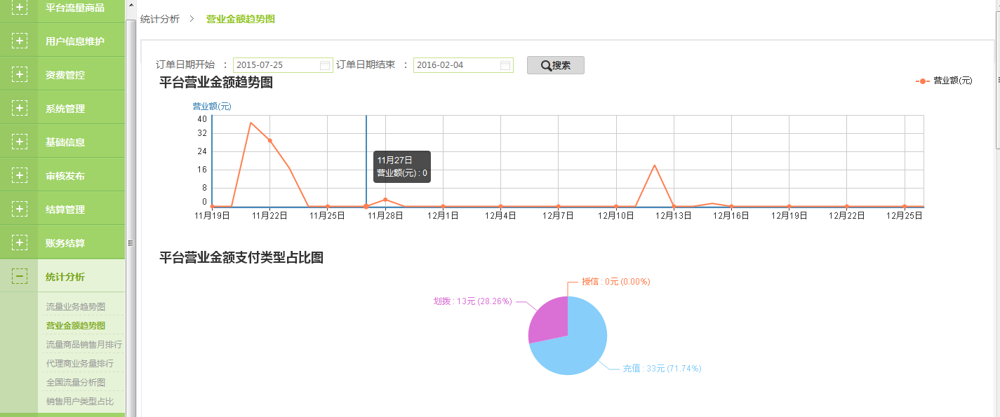 平台流量商品
用户信息维护
资费管控
系统管理
基础信息
审核发布
结算管理
账务结算
统计分析
流量业务趋势图
营业金额趋势图
流量商品销售月排行
代理商业务量排行
全国流量分析图
销售用户类型占比
统计分析 > 营业金额趋势图
订单日期开始 : 2015-07-25 订单日期结束 : 2016-02-04 搜索
平台营业金额趋势图
营业额(元)
营业额(元)
40
32
24
16
8
0
11月27日
营业额(元) : 0
11月19日 11月22日 11月25日 11月28日 12月1日 12月4日 12月7日 12月10日 12月13日 12月16日 12月19日 12月22日 12月25日
平台营业金额支付类型占比图
授信 : 0元 (0.00%)
划拨 : 13元 (28.26%)
充值 : 33元 (71.74%)